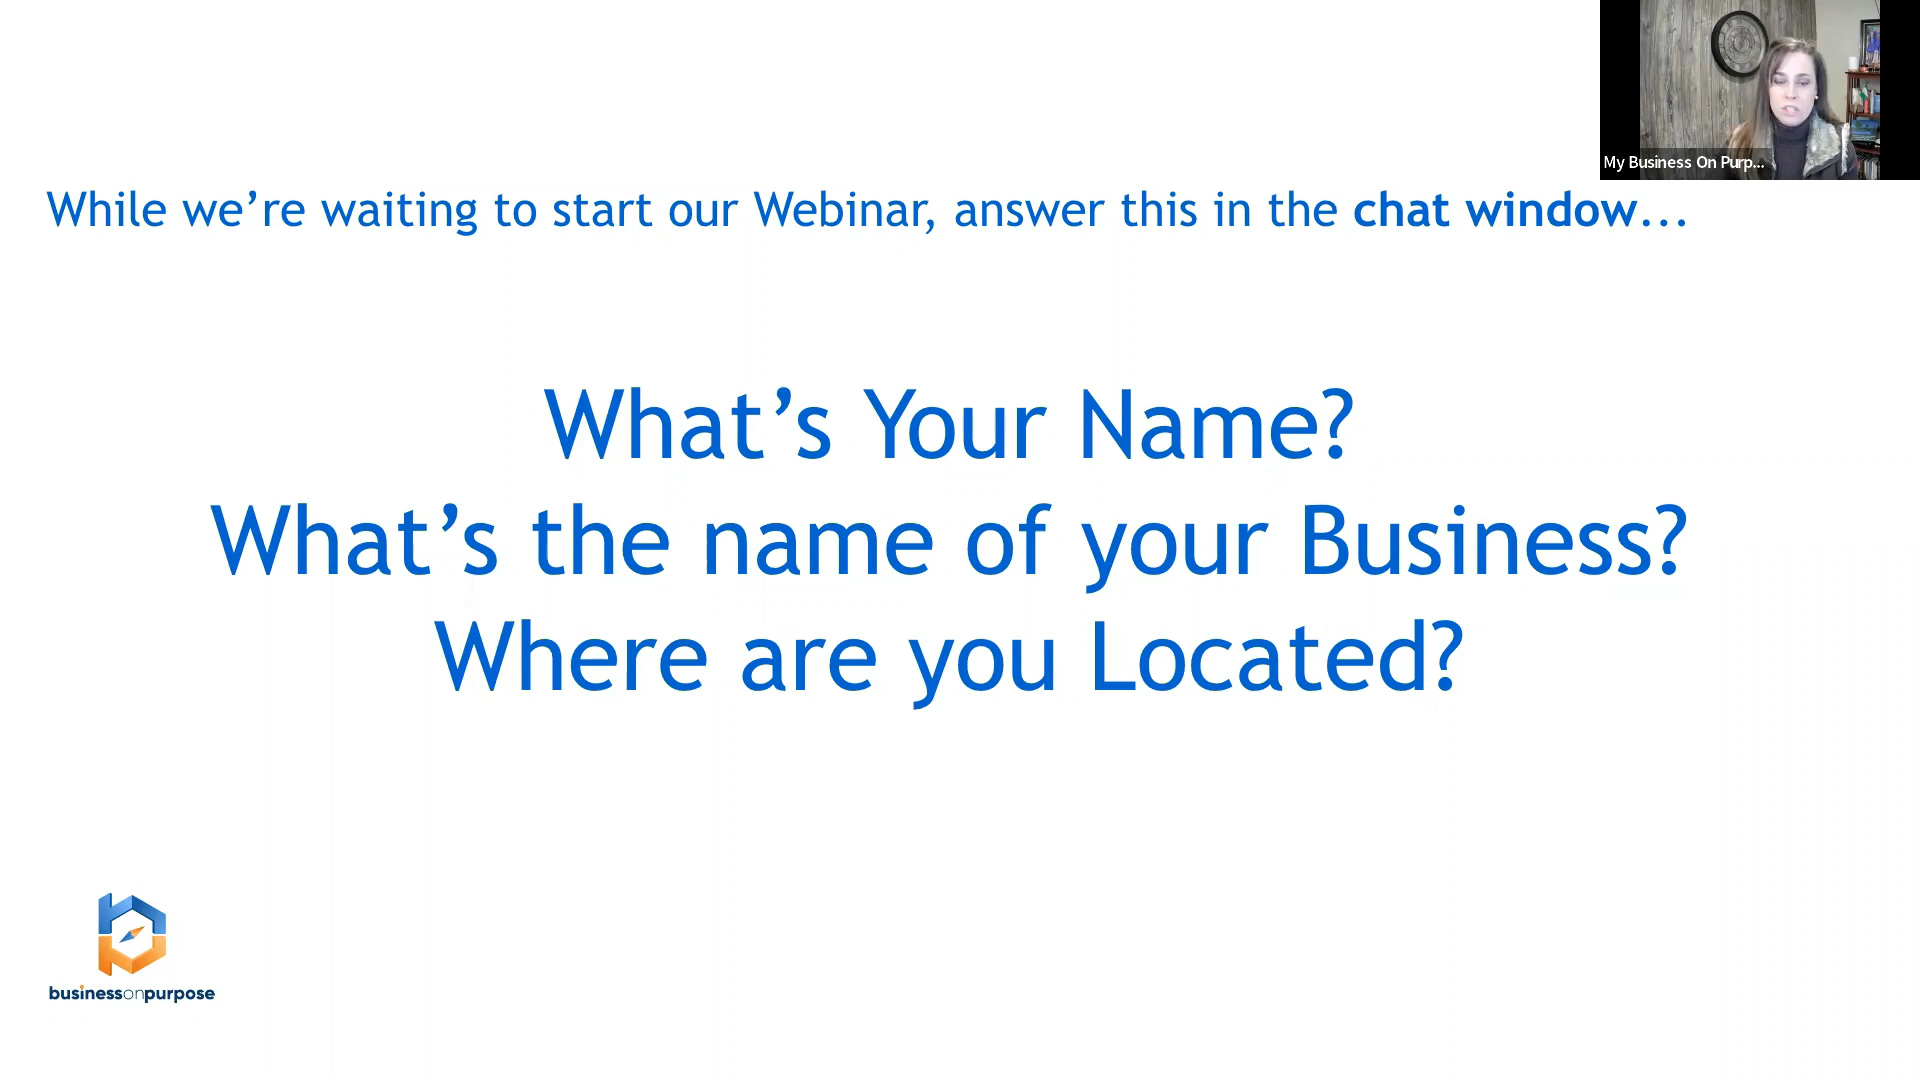 My Business On Purp...
While we’re waiting to start our Webinar, answer this in the chat window...
What’s Your Name?
What’s the name of your Business?
Where are you Located?
businessonpurpose